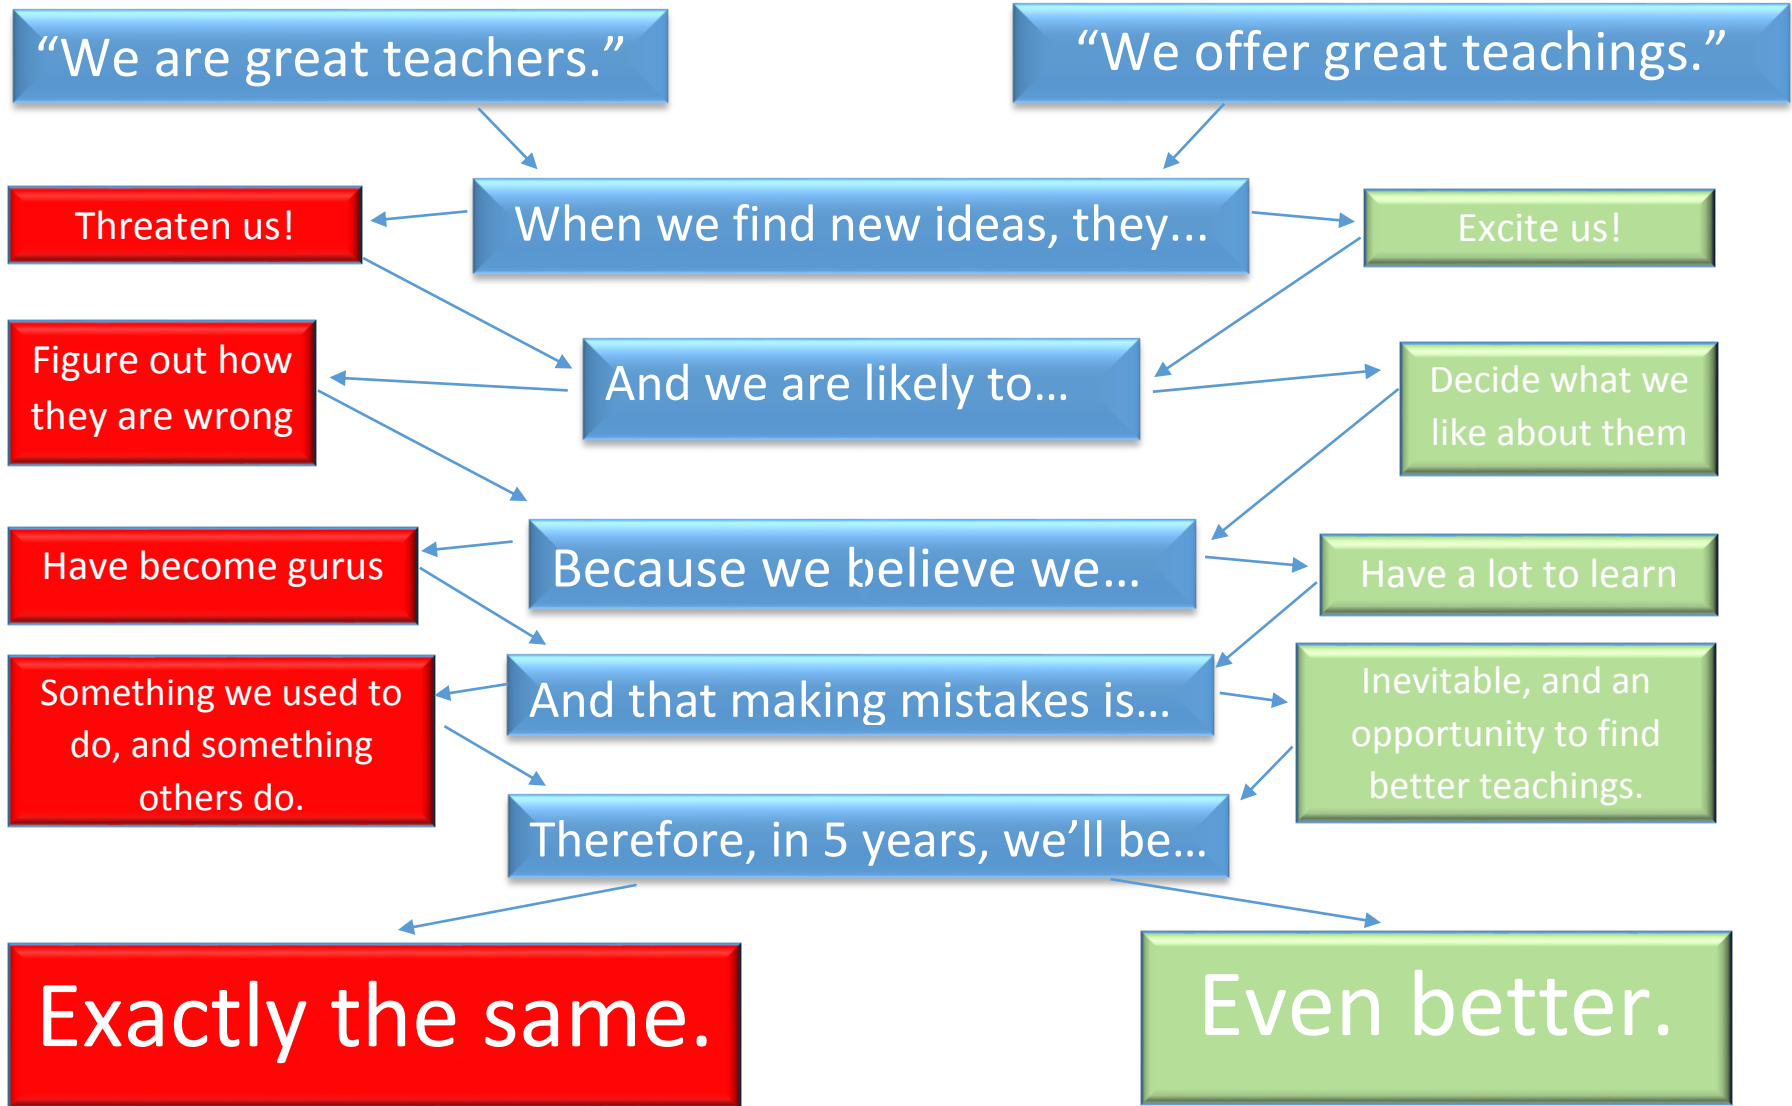 “We are great teachers.”
“We offer great teachings.”
When we find new ideas, they...
Threaten us!
Excite us!
And we are likely to…
Figure out how
they are wrong
Decide what we
like about them
Because we believe we…
Have become gurus
Have a lot to learn
And that making mistakes is…
Something we used to
do, and something
others do.
Inevitable, and an
opportunity to find
better teachings.
Therefore, in 5 years, we’ll be…
Exactly the same.
Even better.